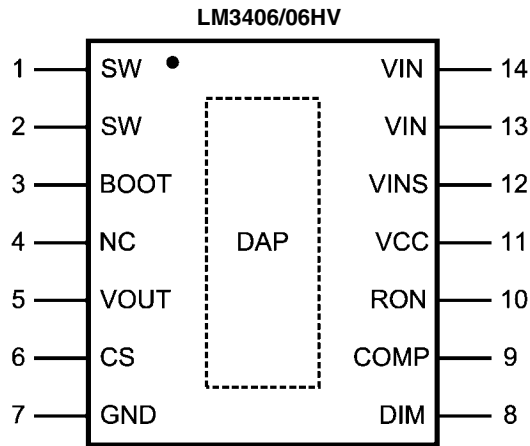 LM3406/06HV
1 SW VIN 14
2 SW VIN 13
3 BOOT VINS 12
4 NC DAP VCC 11
5 VOUT RON 10
6 CS COMP 9
7 GND DIM 8